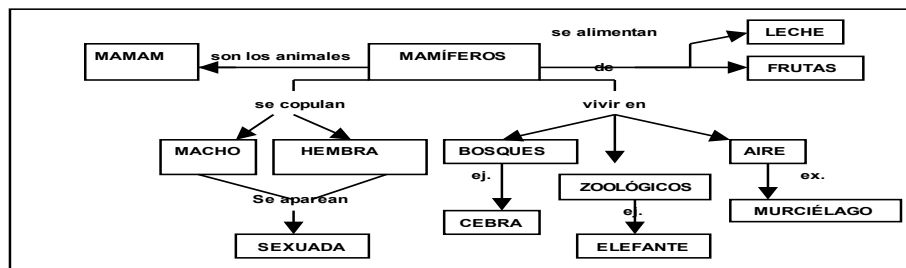 se alimentan
LECHE
MAMAM
son los animales
MAMÍFEROS
de
FRUTAS
se copulan
vivir en
MACHO
HEMBRA
BOSQUES
AIRE
ej.
ZOOLÓGICOS
ex.
Se aparean
ej.
CEBRA
MURCIÉLAGO
SEXUADA
ELEFANTE